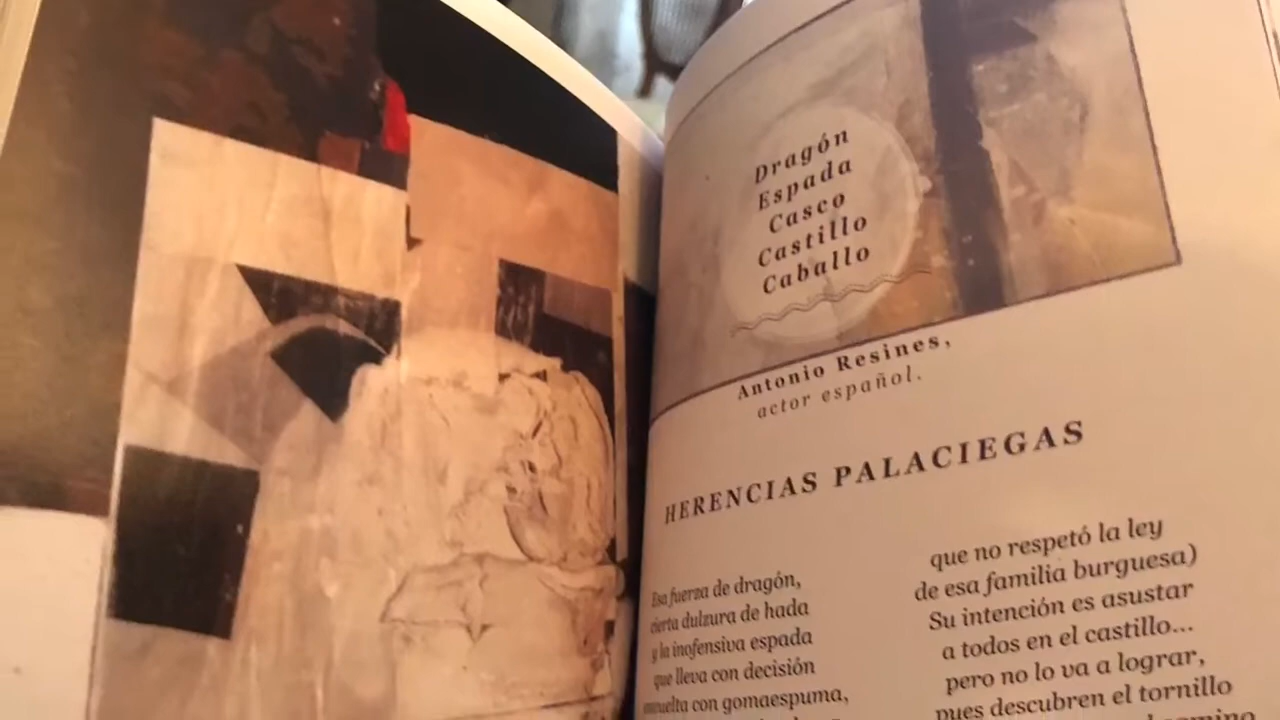 Dragón
Espada
Casco
Castillo
Caballo
Antonio Resines,
actor español.
HERENCIAS PALACIEGAS
Esa fuerza de dragón,
cierta dulzura de hada
y la inofensiva espada
que lleva con decisión
envuelta con gomaespuma,
que no respetó la ley
de esa familia burguesa)
Su intención es asustar
a todos en el castillo...
pero no lo va a lograr,
pues descubren el tornillo